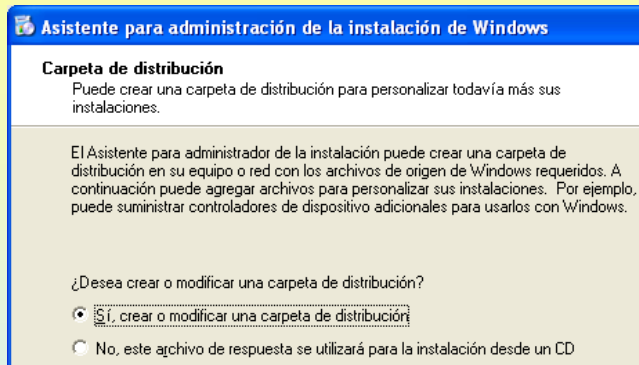 Asistente para administración de la instalación de Windows
Carpeta de distribución
Puede crear una carpeta de distribución para personalizar todavía más sus
instalaciones.
El Asistente para administrador de la instalación puede crear una carpeta de
distribución en su equipo o red con los archivos de origen de Windows requeridos. A
continuación puede agregar archivos para personalizar sus instalaciones. Por ejemplo,
puede suministrar controladores de dispositivo adicionales para usarlos con Windows.
¿Desea crear o modificar una carpeta de distribución?
Sí, crear o modificar una carpeta de distribución
No, este archivo de respuesta se utilizará para la instalación desde un CD